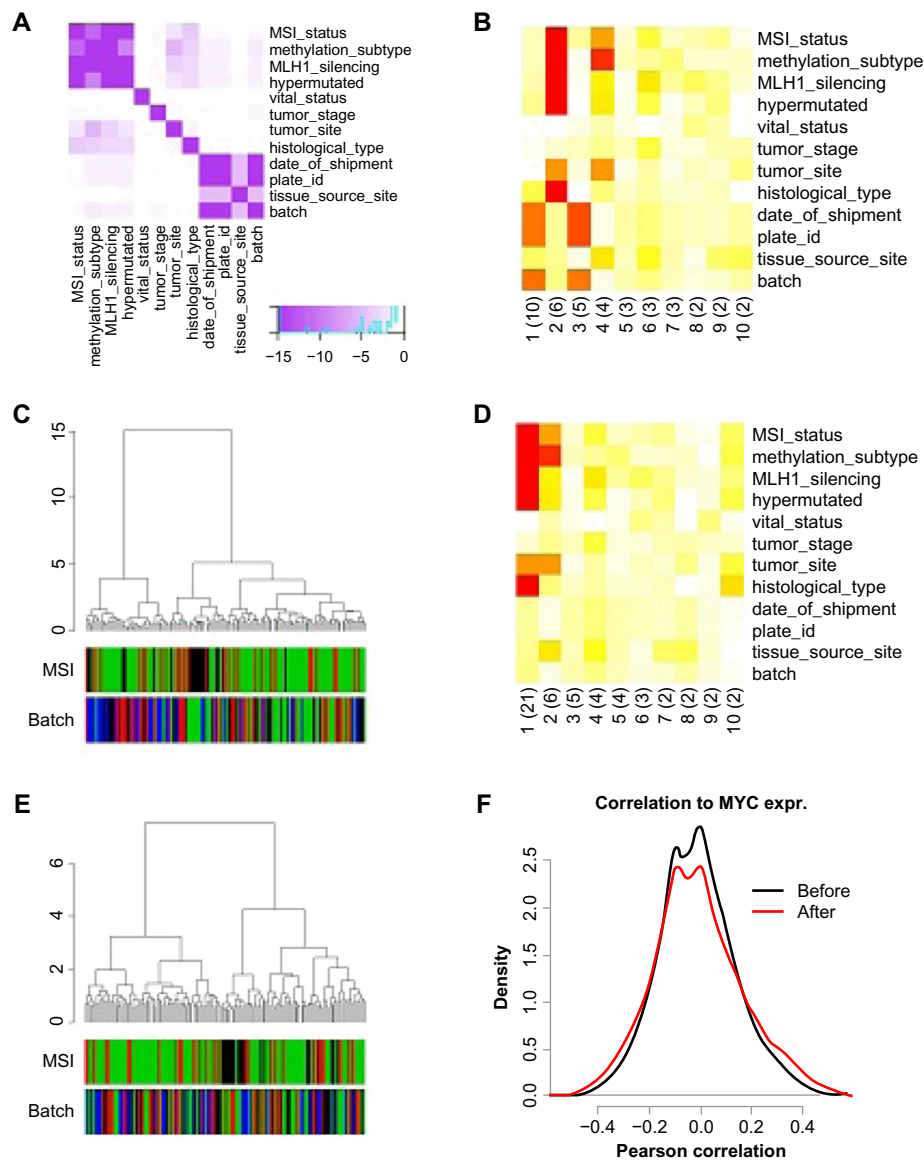 A
MSI_status
methylation_subtype
MLH1_silencing
hypermutated
vital_status
tumor_stage
tumor_site
histological_type
date_of_shipment
plate_id
tissue_source_site
batch
MSI_status
methylation_subtype
MLH1_silencing
hypermutated
vital_status
tumor_stage
tumor_site
histological_type
date_of_shipment
plate_id
tissue_source_site
batch
−15 −10 −5 0
B
MSI_status
methylation_subtype
MLH1_silencing
hypermutated
vital_status
tumor_stage
tumor_site
histological_type
date_of_shipment
plate_id
tissue_source_site
batch
1 (10)
2 (6)
3 (5)
4 (4)
5 (3)
6 (3)
7 (3)
8 (2)
9 (2)
10 (2)
C
15
10
5
0
MSI
Batch
D
MSI_status
methylation_subtype
MLH1_silencing
hypermutated
vital_status
tumor_stage
tumor_site
histological_type
date_of_shipment
plate_id
tissue_source_site
batch
1 (21)
2 (6)
3 (5)
4 (4)
5 (4)
6 (3)
7 (2)
8 (2)
9 (2)
10 (2)
E
6
4
2
0
MSI
Batch
F
Correlation to MYC expr.
Density
2.5
2.0
1.5
1.0
0.5
0.0
Before
After
−0.4 −0.2 0.0 0.2 0.4
Pearson correlation